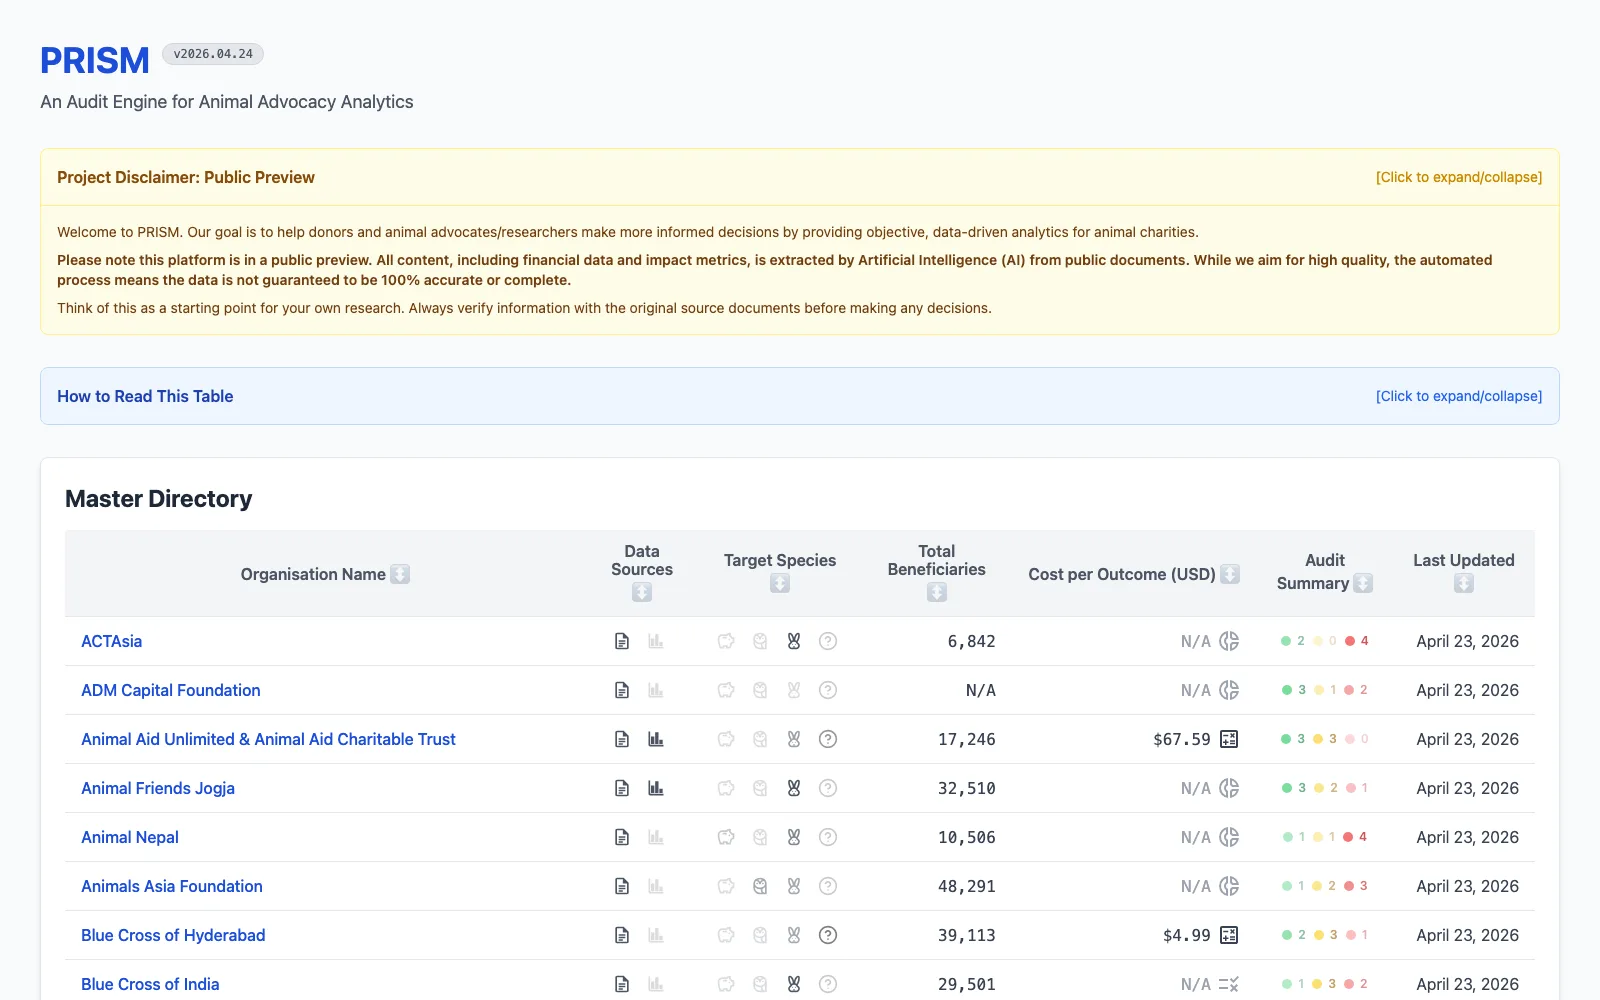 PRISM v2026.04.24
An Audit Engine for Animal Advocacy Analytics
Project Disclaimer: Public Preview [Click to expand/collapse]
Welcome to PRISM. Our goal is to help donors and animal advocates/researchers make more informed decisions by providing objective, data-driven analytics for animal charities.
Please note this platform is in a public preview. All content, including financial data and impact metrics, is extracted by Artificial Intelligence (AI) from public documents. While we aim for high quality, the automated
process means the data is not guaranteed to be 100% accurate or complete.
Think of this as a starting point for your own research. Always verify information with the original source documents before making any decisions.
How to Read This Table [Click to expand/collapse]
Master Directory
Organisation Name Data Sources Target Species Total Beneficiaries Cost per Outcome (USD) Audit Summary Last Updated
ACTAsia 6,842 N/A 2 0 4 April 23, 2026
ADM Capital Foundation N/A N/A 3 1 2 April 23, 2026
Animal Aid Unlimited & Animal Aid Charitable Trust 17,246 $67.59 3 3 0 April 23, 2026
Animal Friends Jogja 32,510 N/A 3 2 1 April 23, 2026
Animal Nepal 10,506 N/A 1 1 4 April 23, 2026
Animals Asia Foundation 48,291 N/A 1 2 3 April 23, 2026
Blue Cross of Hyderabad 39,113 $4.99 2 3 1 April 23, 2026
Blue Cross of India 29,501 N/A 1 3 2 April 23, 2026